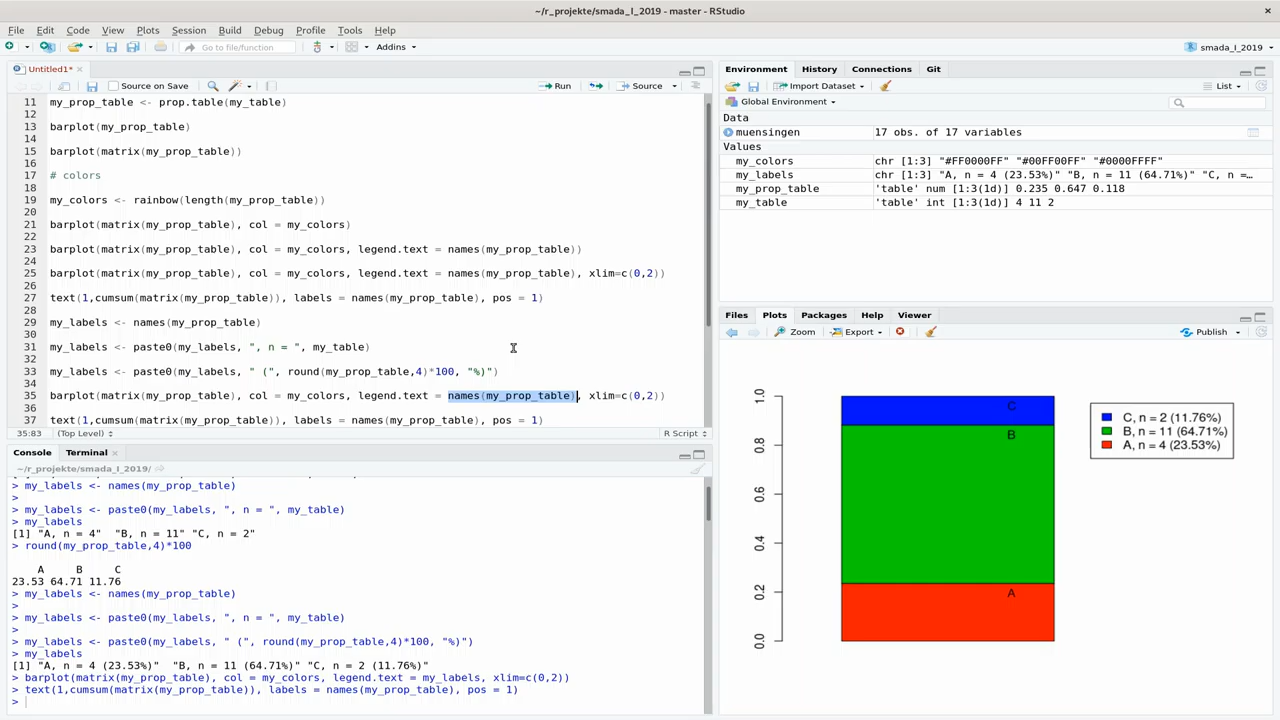 ~/r_projekte/smada_I_2019 - master - RStudio
File Edit Code View Plots Session Build Debug Profile Tools Help
Go to file/function Addins smada_I_2019
Untitled1*
Source on Save Run Source
11 my_prop_table <- prop.table(my_table)
12
13 barplot(my_prop_table)
14
15 barplot(matrix(my_prop_table))
16
17 # colors
18
19 my_colors <- rainbow(length(my_prop_table))
20
21 barplot(matrix(my_prop_table), col = my_colors)
22
23 barplot(matrix(my_prop_table), col = my_colors, legend.text = names(my_prop_table))
24
25 barplot(matrix(my_prop_table), col = my_colors, legend.text = names(my_prop_table), xlim=c(0,2))
26
27 text(1,cumsum(matrix(my_prop_table)), labels = names(my_prop_table), pos = 1)
28
29 my_labels <- names(my_prop_table)
30
31 my_labels <- paste0(my_labels, ", n = ", my_table)
32
33 my_labels <- paste0(my_labels, " (", round(my_prop_table,4)*100, "%)")
34
35 barplot(matrix(my_prop_table), col = my_colors, legend.text = names(my_prop_table), xlim=c(0,2))
36
37 text(1,cumsum(matrix(my_prop_table)), labels = names(my_prop_table), pos = 1)
35:83 (Top Level) R Script
Console Terminal
~/r_projekte/smada_I_2019/
> my_labels <- names(my_prop_table)
>
> my_labels <- paste0(my_labels, ", n = ", my_table)
> my_labels
[1] "A, n = 4" "B, n = 11" "C, n = 2"
> round(my_prop_table,4)*100
A B C
23.53 64.71 11.76
> my_labels <- names(my_prop_table)
>
> my_labels <- paste0(my_labels, ", n = ", my_table)
>
> my_labels <- paste0(my_labels, " (", round(my_prop_table,4)*100, "%)")
> my_labels
[1] "A, n = 4 (23.53%)" "B, n = 11 (64.71%)" "C, n = 2 (11.76%)"
> barplot(matrix(my_prop_table), col = my_colors, legend.text = my_labels, xlim=c(0,2))
> text(1,cumsum(matrix(my_prop_table)), labels = names(my_prop_table), pos = 1)
>
Environment History Connections Git
Import Dataset List
Global Environment
Data
muensingen 17 obs. of 17 variables
Values
my_colors chr [1:3] "#FF0000FF" "#00FF00FF" "#0000FFFF"
my_labels chr [1:3] "A, n = 4 (23.53%)" "B, n = 11 (64.71%)" "C, n =…
my_prop_table 'table' num [1:3(1d)] 0.235 0.647 0.118
my_table 'table' int [1:3(1d)] 4 11 2
Files Plots Packages Help Viewer
Zoom Export Publish
1.0
0.8
0.6
0.4
0.2
0.0
C
B
A
C, n = 2 (11.76%)
B, n = 11 (64.71%)
A, n = 4 (23.53%)